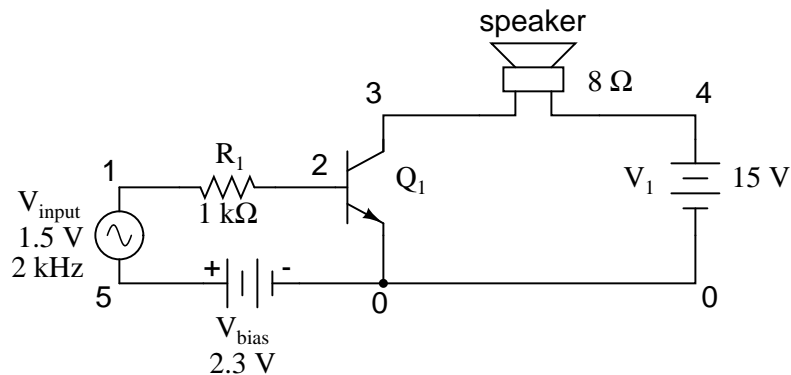 speaker
8 Ω
3
4
R1
1
2
Q1
V1
15 V
Vinput
1 kΩ
1.5 V
2 kHz
+
-
5
0
0
Vbias
2.3 V